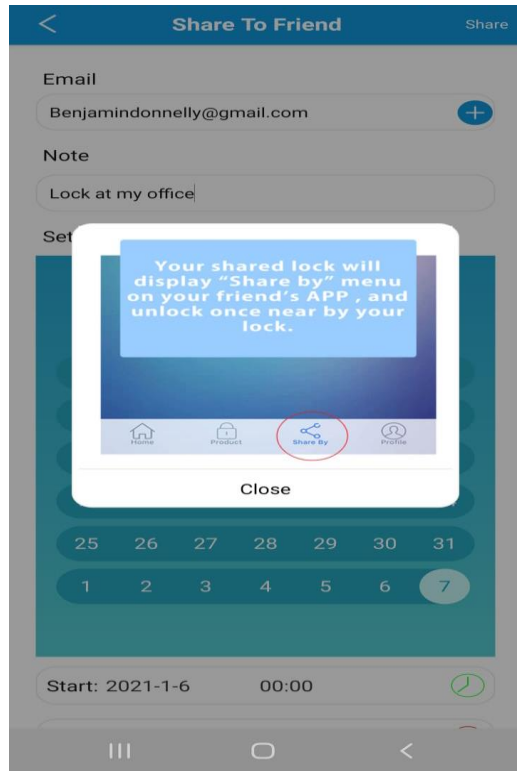 Share To Friend
Share
Email
Benjamindonnelly@gmail.com
Note
Lock at my office
Set
Your shared lock will
display “Share by” menu
on your friend’s APP , and
unlock once near by your
lock.
Home Product Share By Profile
Close
25 26 27 28 29 30 31
1 2 3 4 5 6 7
Start: 2021-1-6 00:00